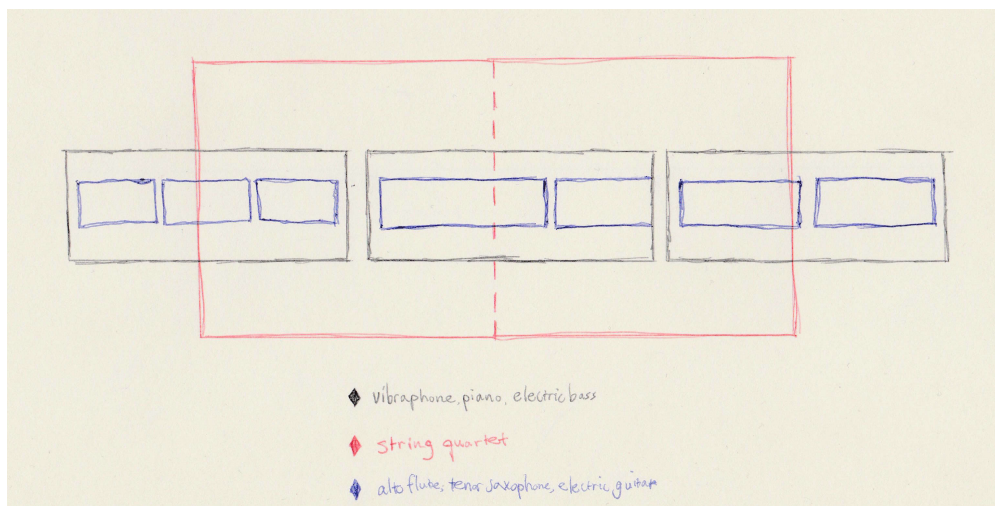 vibraphone, piano, electric bass
string quartet
alto flute, tenor saxophone, electric guitar